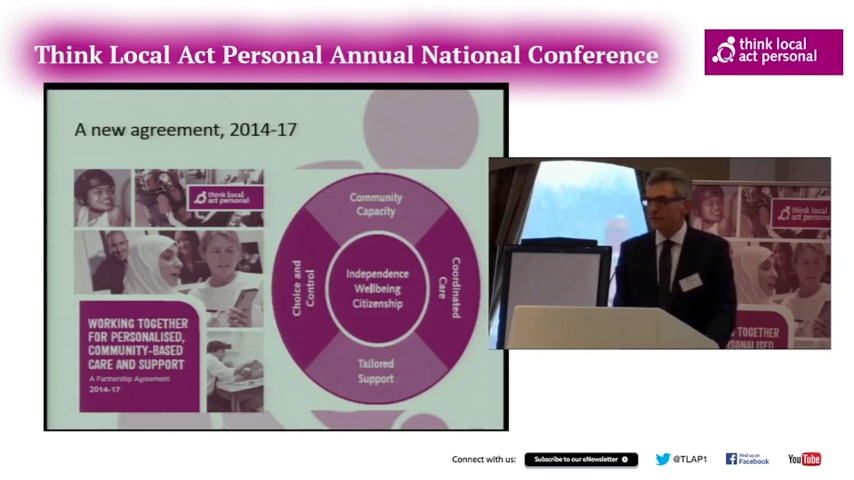 Think Local Act Personal Annual National Conference
think local
act personal
A new agreement, 2014-17
think local
act personal
WORKING TOGETHER
FOR PERSONALISED,
COMMUNITY-BASED
CARE AND SUPPORT
A Partnership Agreement
2014-17
Community
Capacity
Choice and
Control
Independence
Wellbeing
Citizenship
Coordinated
Care
Tailored
Support
think local
act personal
TOGETHER
PERSONALISED
Connect with us:
Subscribe to our eNewsletter
@TLAP1
Find us on
Facebook
YouTube